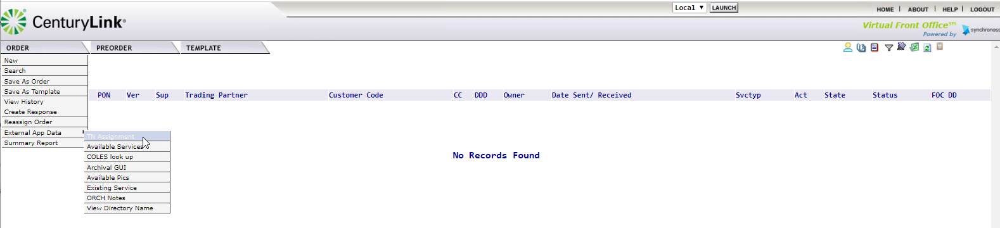 Local LAUNCH
HOME | ABOUT | HELP | LOGOUT
CenturyLink®
Virtual Front Office sm
Powered by synchronoss
ORDER PREORDER TEMPLATE
New
Search
Save As Order
Save As Template
View History
Create Response
Reassign Order
External App Data
Summary Report
PON Ver Sup Trading Partner Customer Code CC DDD Owner Date Sent/ Received Svctyp Act State Status FOC DD
TN Assignment
Available Services
COLES look up
Archival GUI
Available Pics
Existing Service
ORCH Notes
View Directory Name
No Records Found